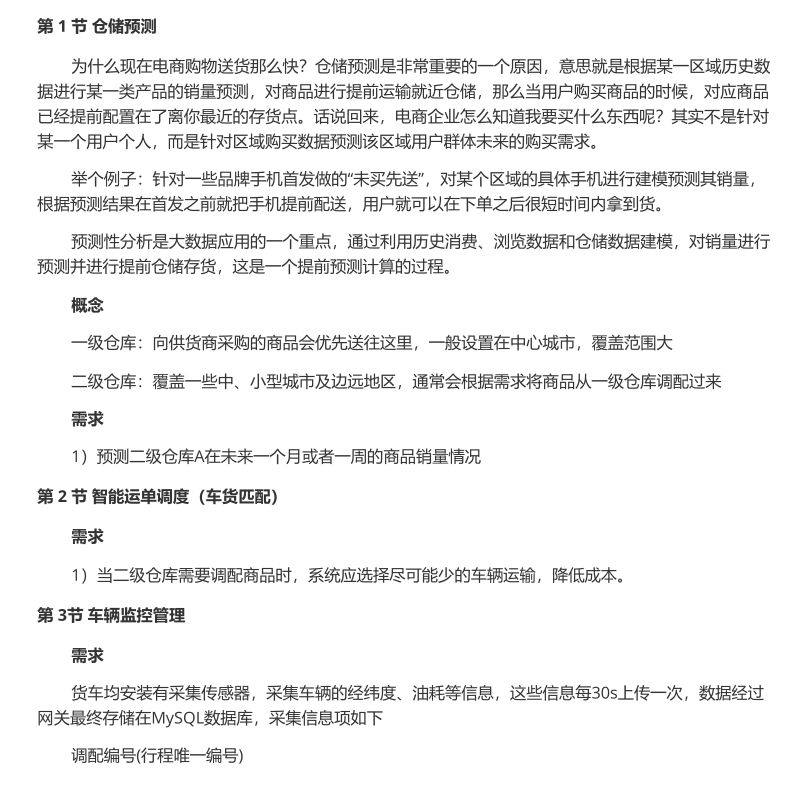 第 1 节 仓储预测
为什么现在电商购物送货那么快？仓储预测是非常重要的一个原因，意思就是根据某一区域历史数
据进行某一类产品的销量预测，对商品进行提前运输就近仓储，那么当用户购买商品的时候，对应商品
已经提前配置在了离你最近的存货点。话说回来，电商企业怎么知道我要买什么东西呢？其实不是针对
某一个用户个人，而是针对区域购买数据预测该区域用户群体未来的购买需求。
举个例子：针对一些品牌手机首发做的“未买先送”，对某个区域的具体手机进行建模预测其销量，
根据预测结果在首发之前就把手机提前配送，用户就可以在下单之后很短时间内拿到货。
预测性分析是大数据应用的一个重点，通过利用历史消费、浏览数据和仓储数据建模，对销量进行
预测并进行提前仓储存货，这是一个提前预测计算的过程。
概念
一级仓库：向供货商采购的商品会优先送往这里，一般设置在中心城市，覆盖范围大
二级仓库：覆盖一些中、小型城市及边远地区，通常会根据需求将商品从一级仓库调配过来
需求
1）预测二级仓库A在未来一个月或者一周的商品销量情况
第 2 节 智能运单调度（车货匹配）
需求
1）当二级仓库需要调配商品时，系统应选择尽可能少的车辆运输，降低成本。
第 3节 车辆监控管理
需求
货车均安装有采集传感器，采集车辆的经纬度、油耗等信息，这些信息每30s上传一次，数据经过
网关最终存储在MySQL数据库，采集信息项如下
调配编号(行程唯一编号)